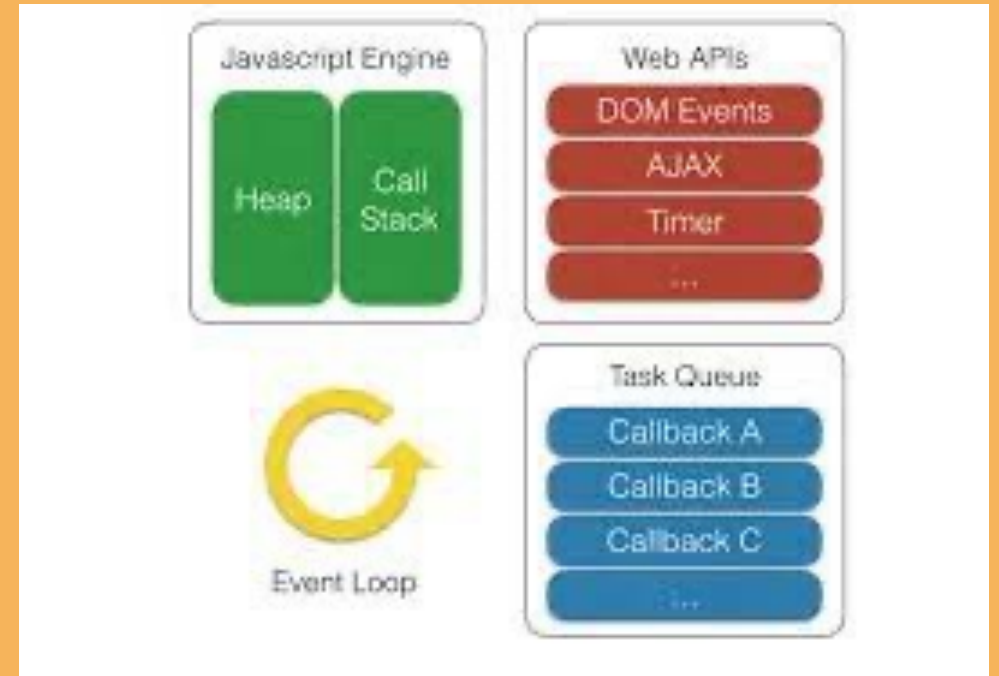 Javascript Engine
Heap
Call
Stack
Web APIs
DOM Events
AJAX
Timer
...
Event Loop
Task Queue
Callback A
Callback B
Callback C
...